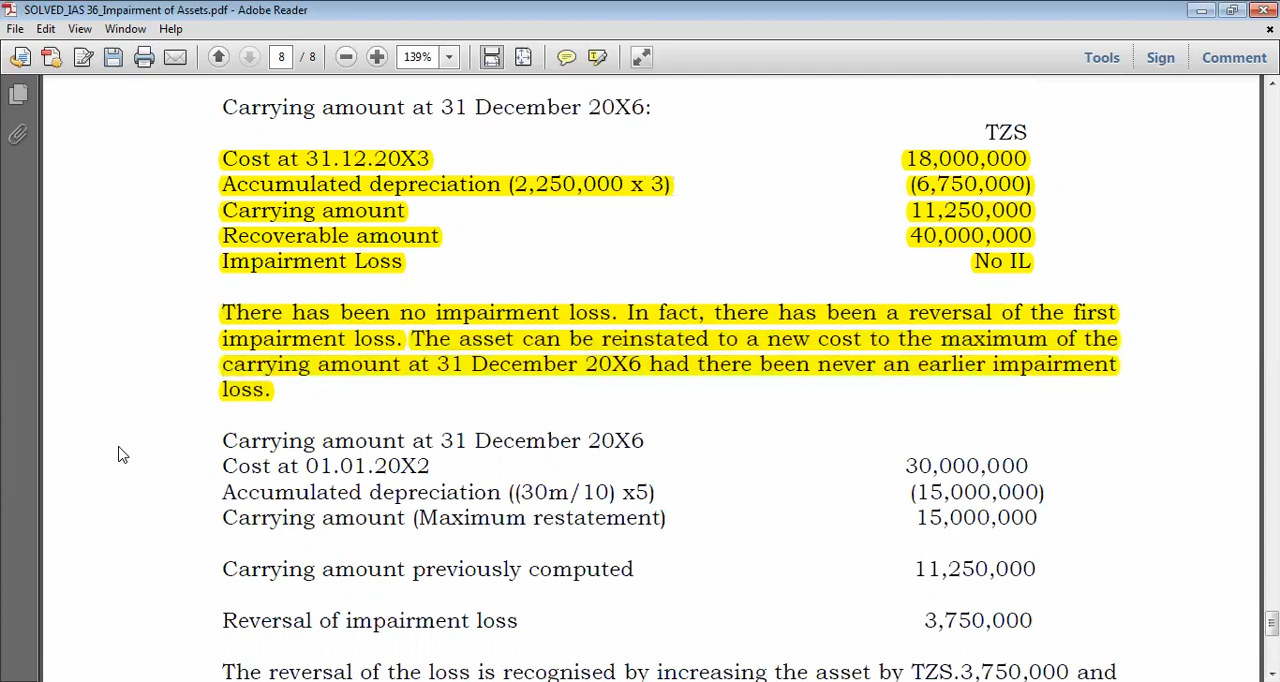 SOLVED_IAS 36_Impairment of Assets.pdf - Adobe Reader
File Edit View Window Help
8 / 8 139% Tools Sign Comment
Carrying amount at 31 December 20X6:
TZS
Cost at 31.12.20X3 18,000,000
Accumulated depreciation (2,250,000 x 3) (6,750,000)
Carrying amount 11,250,000
Recoverable amount 40,000,000
Impairment Loss No IL
There has been no impairment loss. In fact, there has been a reversal of the first
impairment loss. The asset can be reinstated to a new cost to the maximum of the
carrying amount at 31 December 20X6 had there been never an earlier impairment
loss.
Carrying amount at 31 December 20X6
Cost at 01.01.20X2 30,000,000
Accumulated depreciation ((30m/10) x5) (15,000,000)
Carrying amount (Maximum restatement) 15,000,000
Carrying amount previously computed 11,250,000
Reversal of impairment loss 3,750,000
The reversal of the loss is recognised by increasing the asset by TZS.3,750,000 and